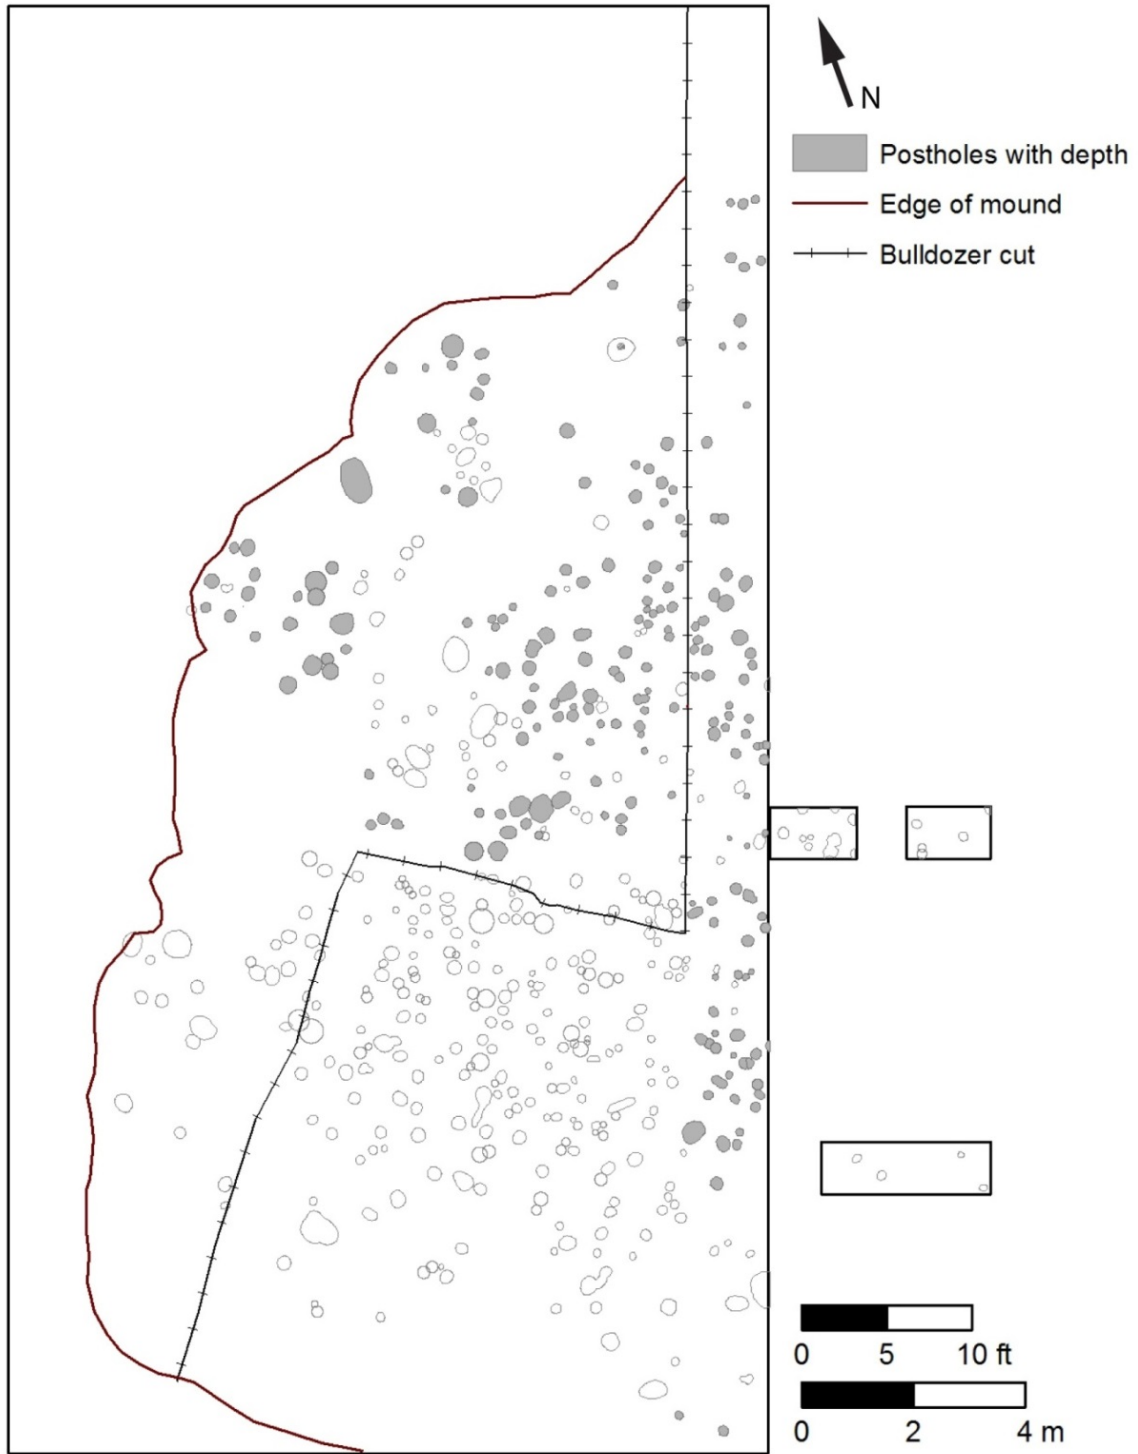 N
Postholes with depth
Edge of mound
Bulldozer cut
0 5 10 ft
0 2 4 m